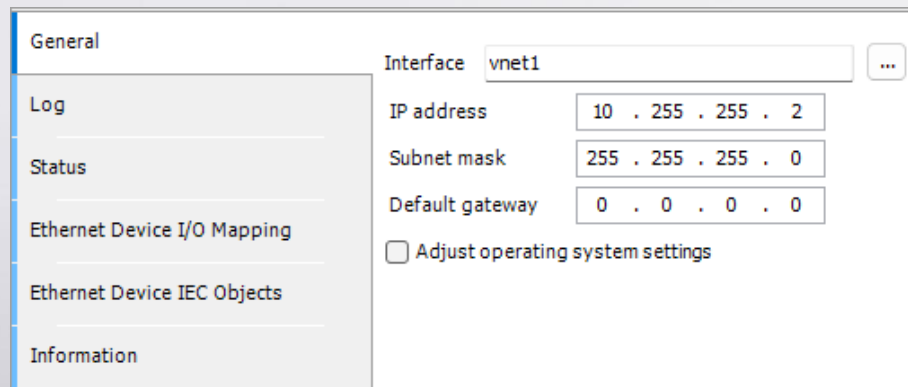 General
Log
Status
Ethernet Device I/O Mapping
Ethernet Device IEC Objects
Information
Interface vnet1 ...
IP address 10 . 255 . 255 . 2
Subnet mask 255 . 255 . 255 . 0
Default gateway 0 . 0 . 0 . 0
Adjust operating system settings